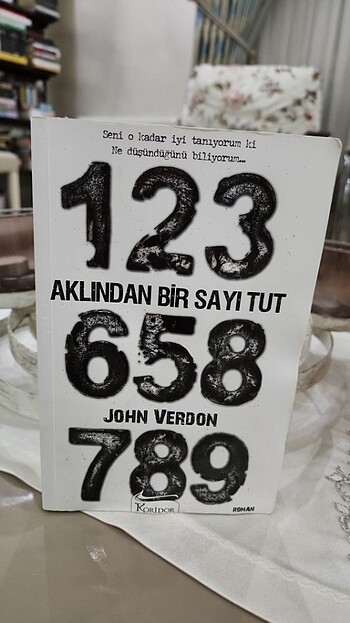 Seni o kadar iyi tanıyorum ki
Ne düşündüğünü biliyorum...
123
AKLINDAN BİR SAYI TUT
658
JOHN VERDON
789
KORİDOR
ROMAN